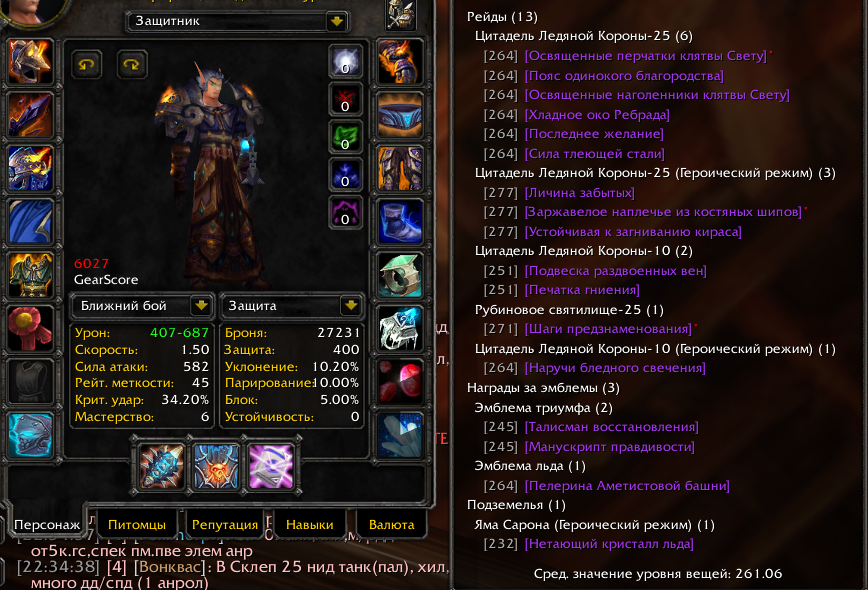 Защитник
0
0
0
0
0
6027
GearScore
Ближний бой
Защита
Урон: 407-687
Скорость: 1.50
Сила атаки: 582
Рейт. меткости: 45
Крит. удар: 34.20%
Мастерство: 6
Броня: 27231
Защита: 400
Уклонение: 10.20%
Парирование: 10.00%
Блок: 5.00%
Устойчивость: 0
Персонаж
Питомцы
Репутация
Навыки
Валюта
от5к.гс,спек пм.пве элем анр
[22:34:38] [4] [Вонквас]: В Склеп 25 нид танк(пал), хил,
много дд/спд (1 анрол)
Рейды (13)
Цитадель Ледяной Короны-25 (6)
[264] [Освященные перчатки клятвы Свету]*
[264] [Пояс одинокого благородства]
[264] [Освященные наголенники клятвы Свету]
[264] [Хладное око Ребрада]
[264] [Последнее желание]
[264] [Сила тлеющей стали]
Цитадель Ледяной Короны-25 (Героический режим) (3)
[277] [Личина забытых]
[277] [Заржавелое наплечье из костяных шипов]*
[277] [Устойчивая к загниванию кираса]
Цитадель Ледяной Короны-10 (2)
[251] [Подвеска раздвоенных вен]
[251] [Печатка гниения]
Рубиновое святилище-25 (1)
[271] [Шаги предзнаменования]*
Цитадель Ледяной Короны-10 (Героический режим) (1)
[264] [Наручи бледного свечения]
Награды за эмблемы (3)
Эмблема триумфа (2)
[245] [Талисман восстановления]
[245] [Манускрипт правдивости]
Эмблема льда (1)
[264] [Пелерина Аметистовой башни]
Подземелья (1)
Яма Сарона (Героический режим) (1)
[232] [Нетающий кристалл льда]
Сред. значение уровня вещей: 261.06